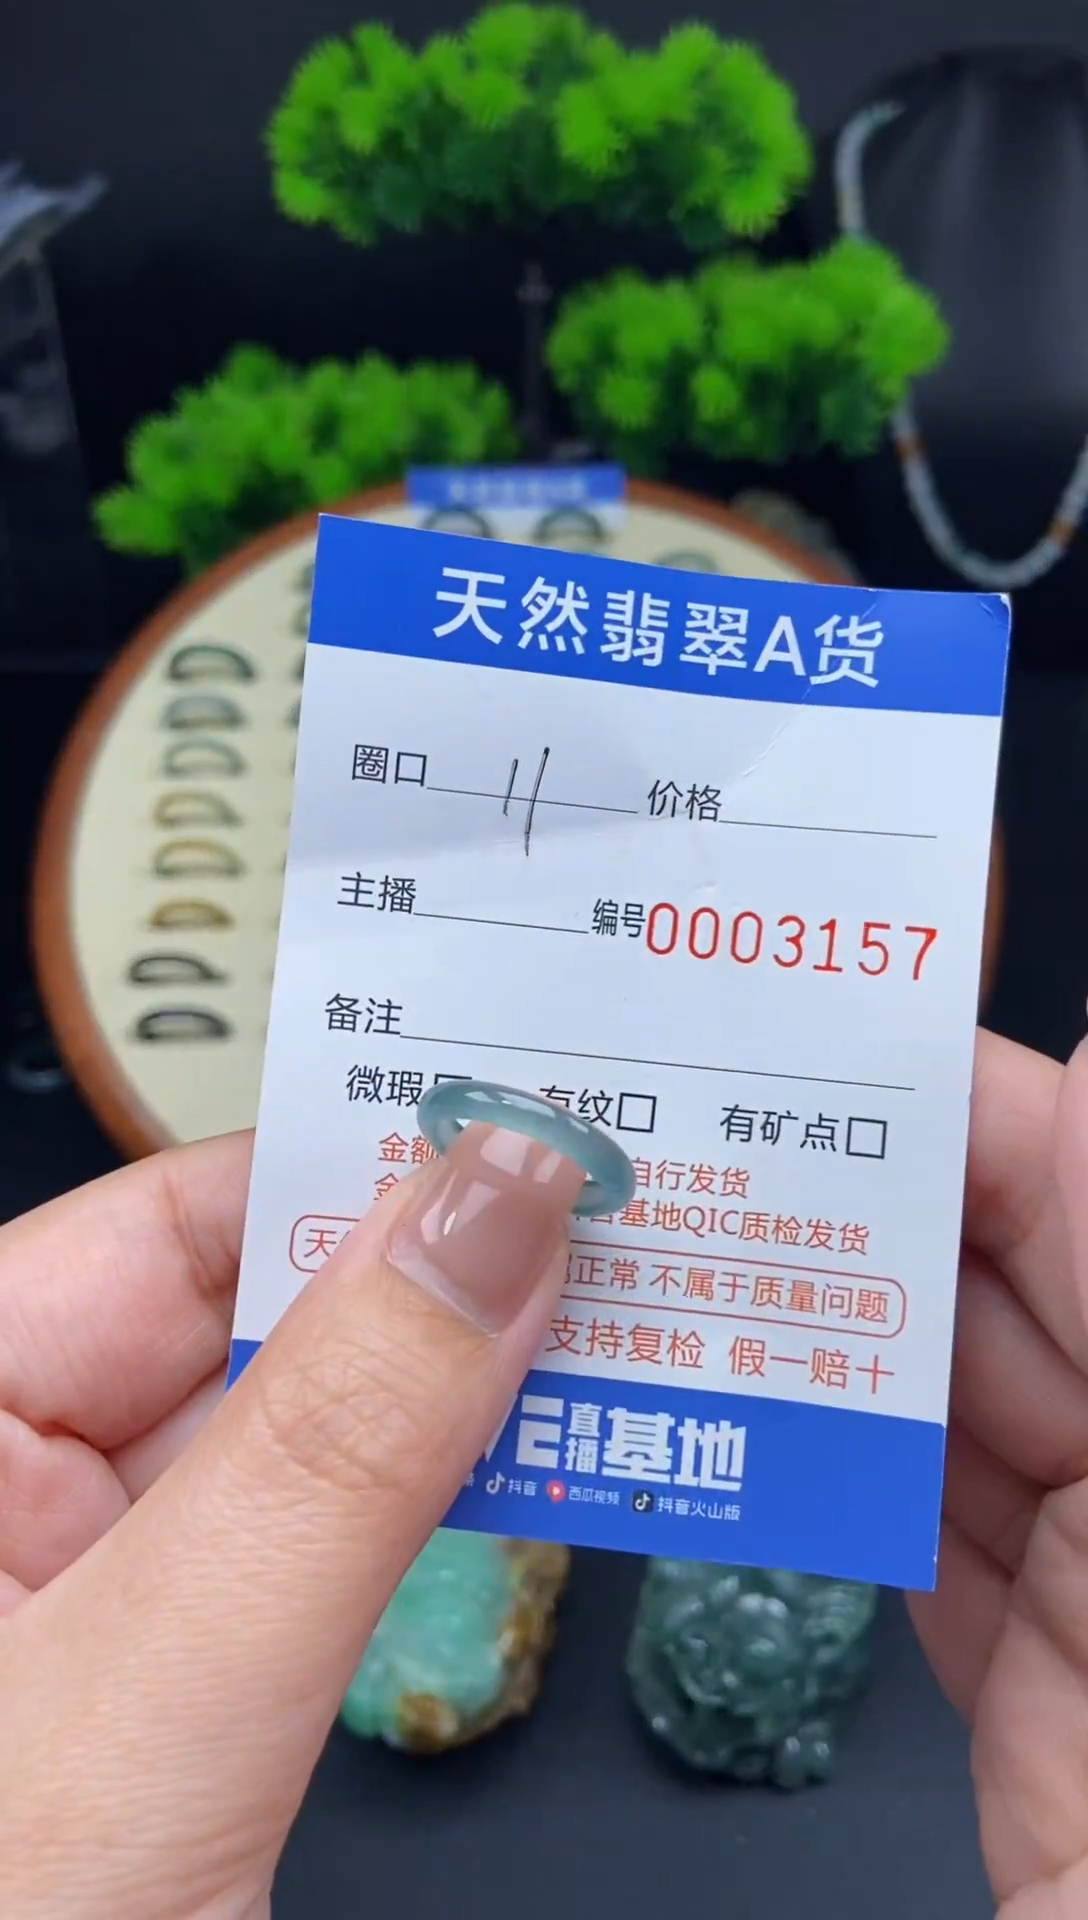 天然翡翠A货
圈口 11 价格
主播 编号0003157
备注
微瑕 有纹□ 有矿点□
金额 自行发货
基地QIC质检发货
正常 不属于质量问题
支持复检 假一赔十
直播基地
抖音 西瓜视频 抖音火山版